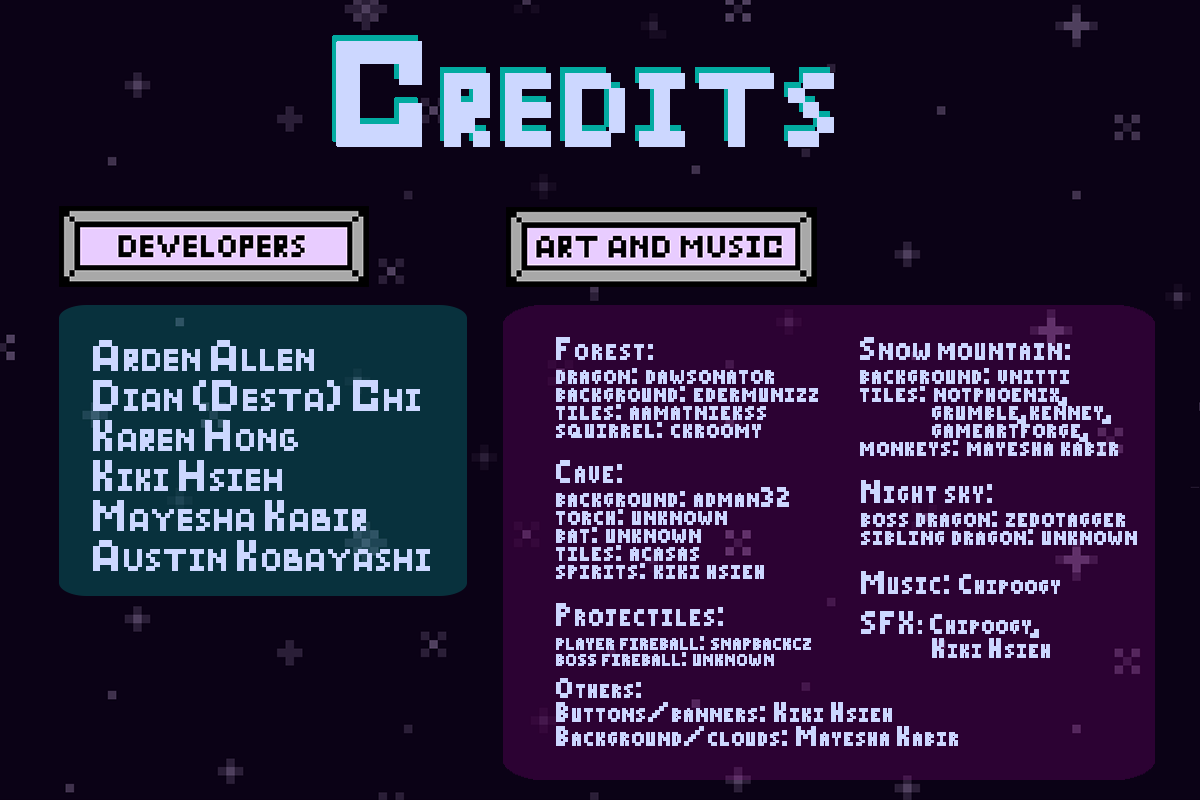 Credits
DEVELOPERS
Arden Allen
Dian (Desta) Chi
Karen Hong
Kiki Hsieh
Mayesha Kabir
Austin Kobayashi
ART AND MUSIC
Forest:
DRAGON: DAWSONATOR
BACKGROUND: EDERMUNIZZ
TILES: AAMATNIEKSS
SQUIRREL: CKROOMY
Cave:
BACKGROUND: ADMAN32
TORCH: UNKNOWN
BAT: UNKNOWN
TILES: ACASAS
SPIRITS: KIKI HSIEH
Projectiles:
PLAYER FIREBALL: SNAPBACKCZ
BOSS FIREBALL: UNKNOWN
Others:
Buttons/banners: Kiki Hsieh
Background/clouds: Mayesha Kabir
Snow mountain:
BACKGROUND: VNITTI
TILES: NOTPHOENIX,
GRUMBLE, KENNEY,
GAMEARTFORGE,
MONKEYS: MAYESHA KABIR
Night sky:
BOSS DRAGON: ZEDOTAGGER
SIBLING DRAGON: UNKNOWN
Music: Chipoogy
SFX: Chipoogy,
Kiki Hsieh